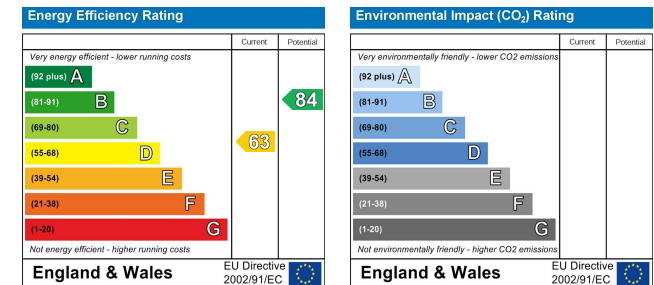 Energy Efficiency Rating
Current Potential
Very energy efficient - lower running costs
(92 plus) A
(81-91) B
84
(69-80) C
63
(55-68) D
(39-54) E
(21-38) F
(1-20) G
Not energy efficient - higher running costs
England & Wales
EU Directive
2002/91/EC
Environmental Impact (CO₂) Rating
Current Potential
Very environmentally friendly - lower CO2 emissions
(92 plus) A
(81-91) B
(69-80) C
(55-68) D
(39-54) E
(21-38) F
(1-20) G
Not environmentally friendly - higher CO2 emissions
England & Wales
EU Directive
2002/91/EC